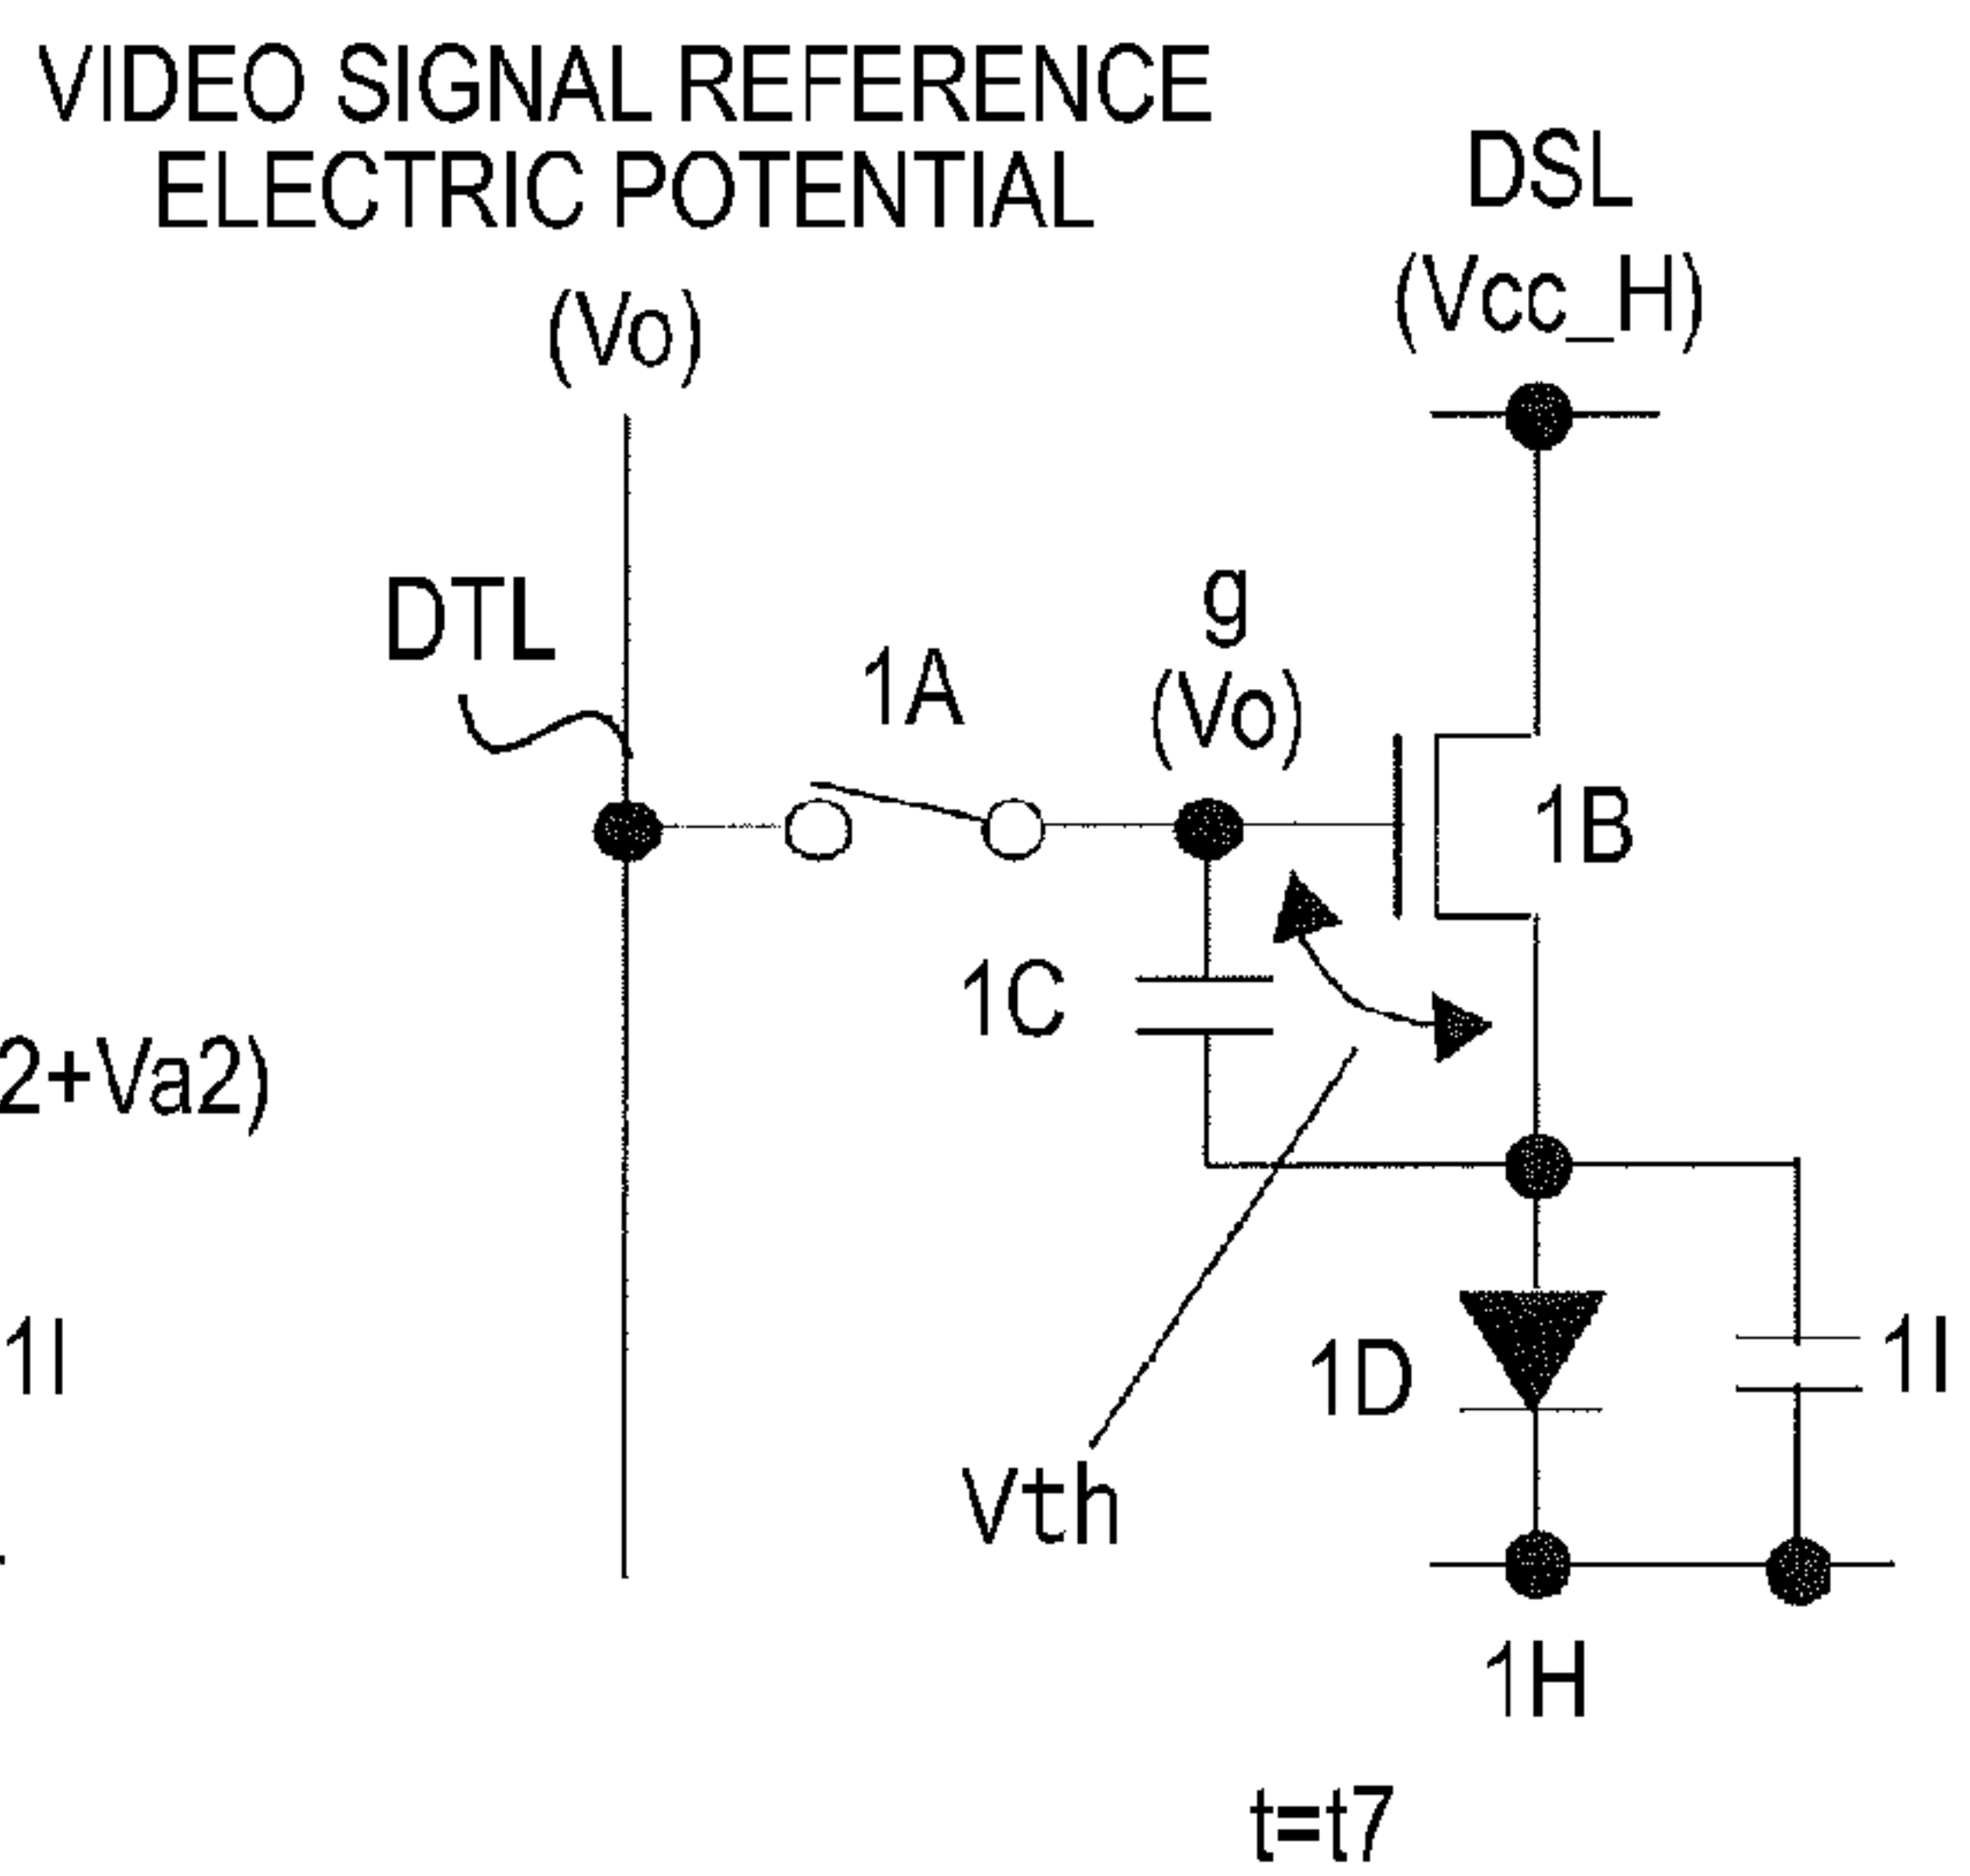 VIDEO SIGNAL REFERENCE
ELECTRIC POTENTIAL
(Vo)
DSL
(Vcc_H)
DTL
1A
g
(Vo)
1B
1C
2+Va2)
1I
1D
1I
Vth
1H
t=t7